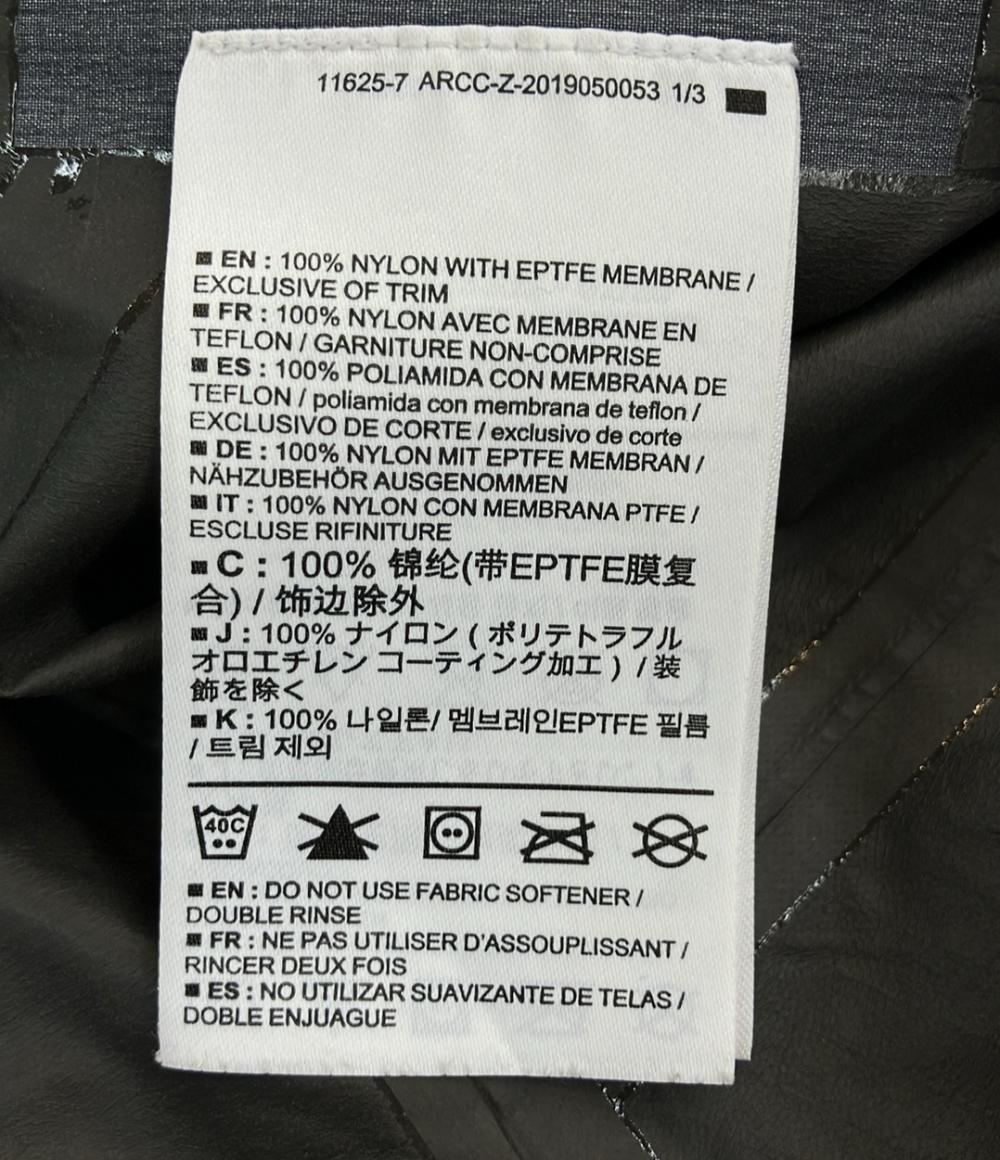 11625-7 ARCC-Z-2019050053 1/3
EN : 100% NYLON WITH EPTFE MEMBRANE /
EXCLUSIVE OF TRIM
FR : 100% NYLON AVEC MEMBRANE EN
TEFLON / GARNITURE NON-COMPRISE
ES : 100% POLIAMIDA CON MEMBRANA DE
TEFLON / poliamida con membrana de teflon /
EXCLUSIVO DE CORTE / exclusivo de corte
DE : 100% NYLON MIT EPTFE MEMBRAN /
NÄHZUBEHÖR AUSGENOMMEN
IT : 100% NYLON CON MEMBRANA PTFE /
ESCLUSE RIFINITURE
C : 100% 锦纶(带EPTFE膜复
合) / 饰边除外
J : 100% ナイロン ( ポリテトラフル
オロエチレン コーティング加工 ) / 装
飾を除く
K : 100% 나일론/ 멤브레인EPTFE 필름
/ 트림 제외
40C
EN : DO NOT USE FABRIC SOFTENER /
DOUBLE RINSE
FR : NE PAS UTILISER D'ASSOUPLISSANT /
RINCER DEUX FOIS
ES : NO UTILIZAR SUAVIZANTE DE TELAS /
DOBLE ENJUAGUE